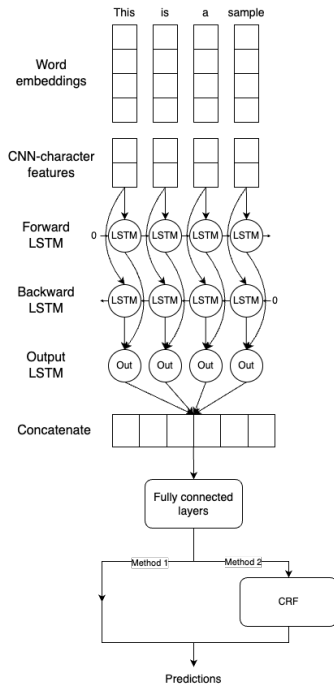 This is a sample
Word
embeddings
CNN-character
features
Forward
LSTM
0 LSTM LSTM LSTM LSTM
Backward
LSTM
LSTM LSTM LSTM LSTM 0
Output
LSTM
Out Out Out Out
Concatenate
Fully connected
layers
Method 1 Method 2
CRF
Predictions